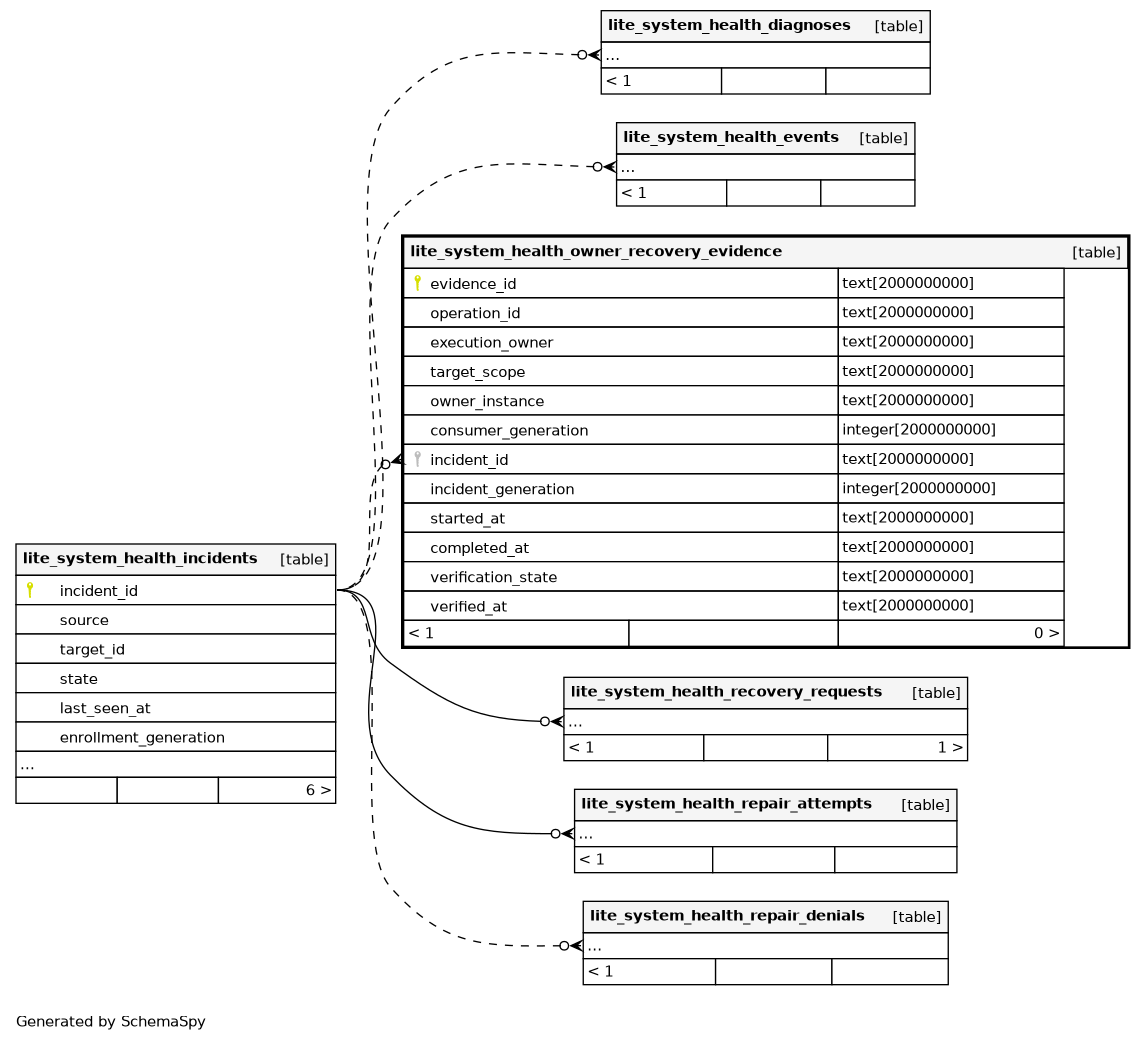 lite_system_health_diagnoses [table]
...
< 1
lite_system_health_events [table]
...
< 1
lite_system_health_owner_recovery_evidence [table]
evidence_id text[2000000000]
operation_id text[2000000000]
execution_owner text[2000000000]
target_scope text[2000000000]
owner_instance text[2000000000]
consumer_generation integer[2000000000]
incident_id text[2000000000]
incident_generation integer[2000000000]
started_at text[2000000000]
completed_at text[2000000000]
verification_state text[2000000000]
verified_at text[2000000000]
< 1 0 >
lite_system_health_incidents [table]
incident_id
source
target_id
state
last_seen_at
enrollment_generation
...
6 >
lite_system_health_recovery_requests [table]
...
< 1 1 >
lite_system_health_repair_attempts [table]
...
< 1
lite_system_health_repair_denials [table]
...
< 1
Generated by SchemaSpy